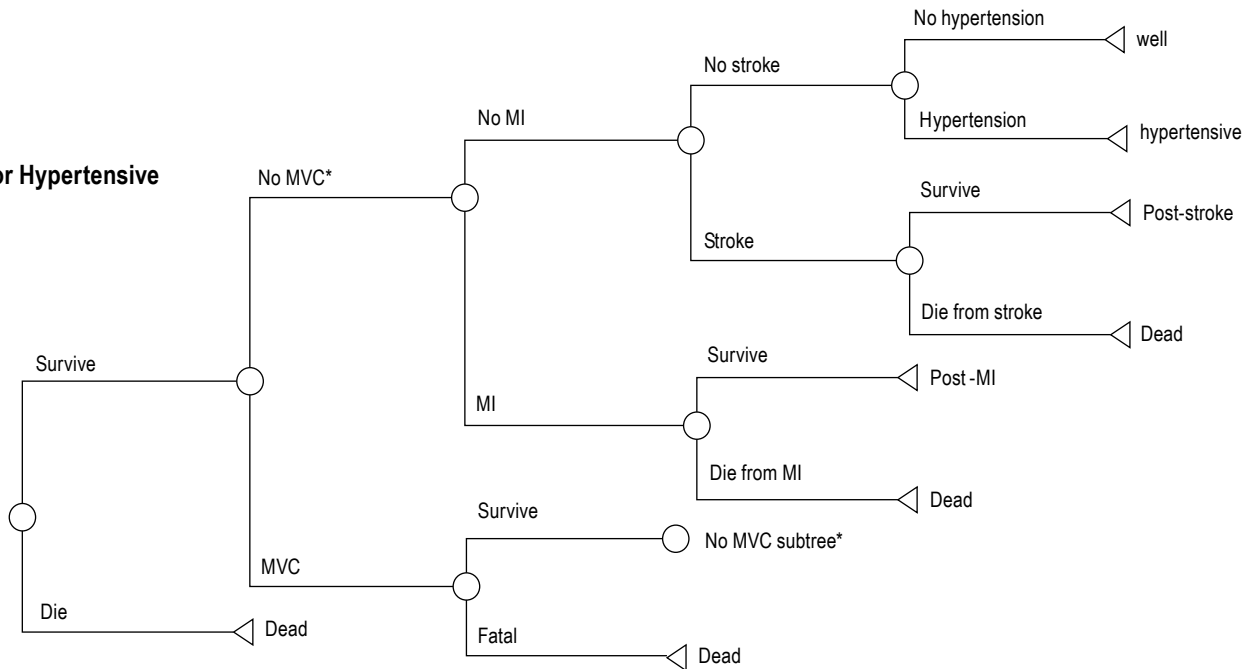 No hypertension
well
No stroke
Hypertension
hypertensive
No MI
or Hypertensive
No MVC*
Survive
Post-stroke
Stroke
Die from stroke
Dead
Survive
Survive
Post -MI
MI
Die from MI
Dead
Survive
No MVC subtree*
MVC
Die
Dead
Fatal
Dead